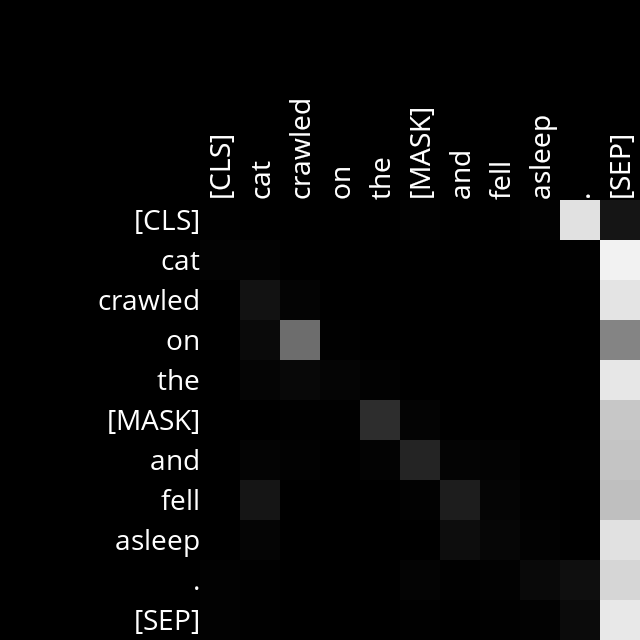 [CLS] cat crawled on the [MASK] and fell asleep . [SEP]
[CLS]
cat
crawled
on
the
[MASK]
and
fell
asleep
.
[SEP]